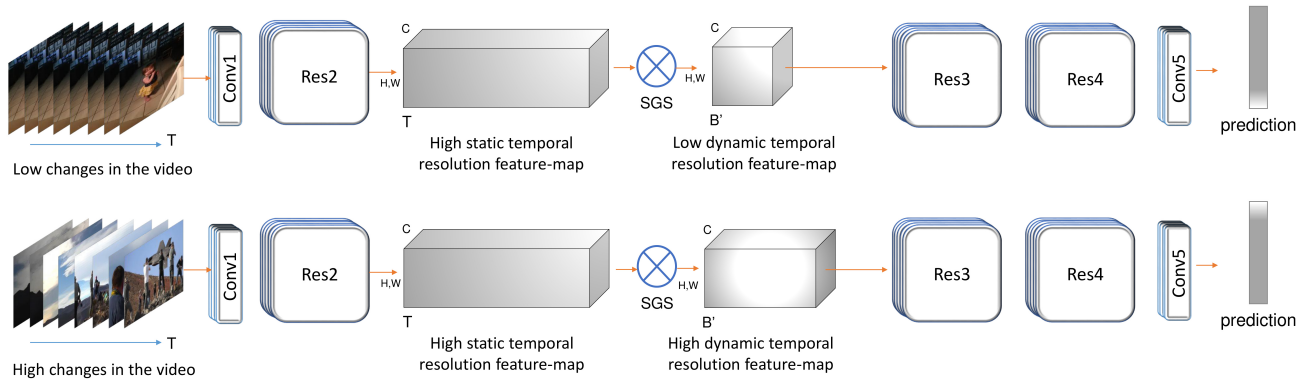 C
C
Conv1
Res2
H,W
SGS
H,W
Res3
Res4
Conv5
T
B'
T
High static temporal
resolution feature-map
Low dynamic temporal
resolution feature-map
prediction
Low changes in the video
C
C
Conv1
Res2
H,W
SGS
H,W
Res3
Res4
Conv5
T
B'
T
High static temporal
resolution feature-map
High dynamic temporal
resolution feature-map
prediction
High changes in the video